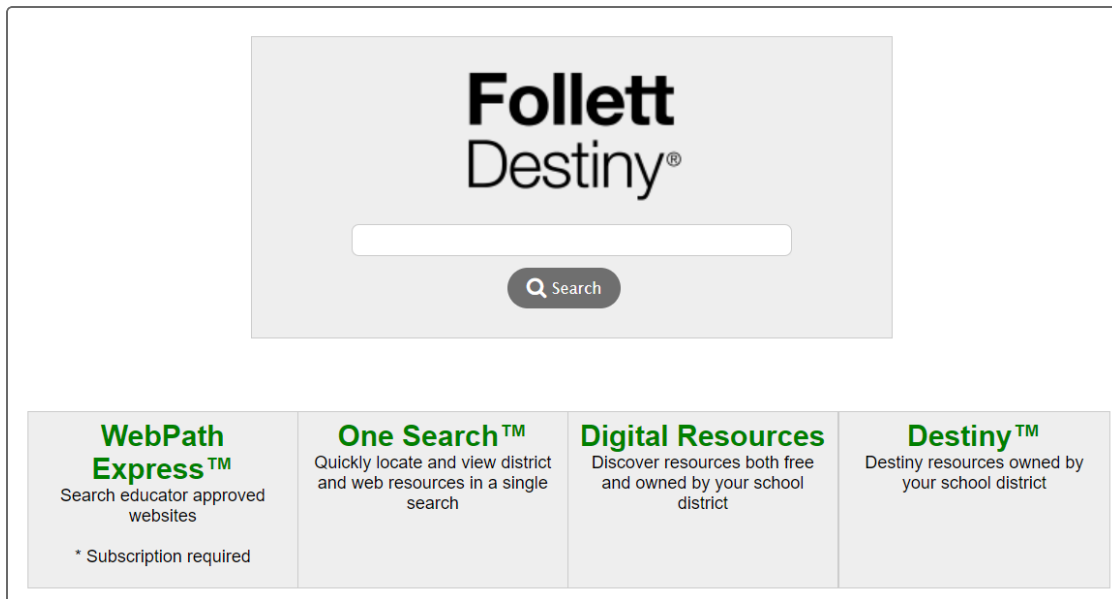 Follett
Destiny®
Search
WebPath
Express™
Search educator approved
websites
* Subscription required
One Search™
Quickly locate and view district
and web resources in a single
search
Digital Resources
Discover resources both free
and owned by your school
district
Destiny™
Destiny resources owned by
your school district